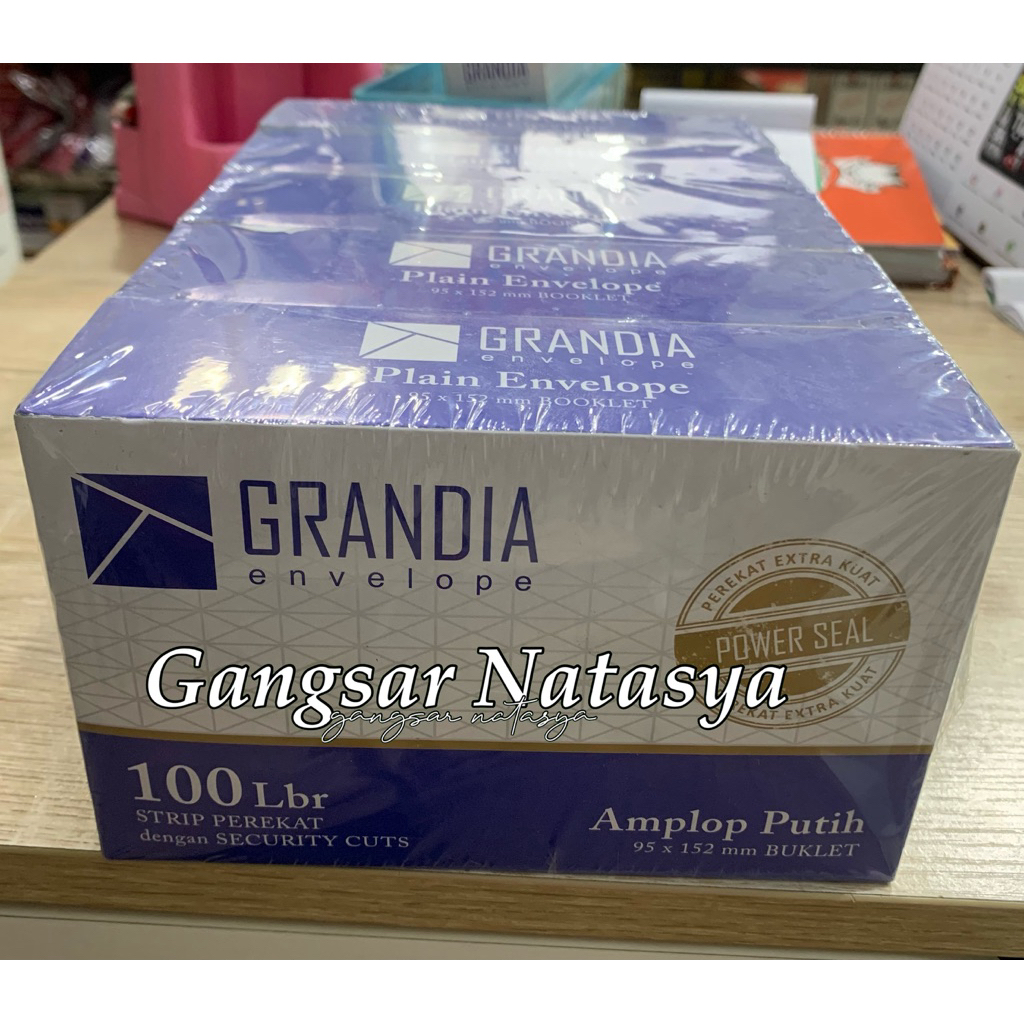 GRANDIA
GRANDIA
envelope
Plain Envelope
95 x 152 mm BOOKLET
GRANDIA
envelope
Plain Envelope
95 x 152 mm BOOKLET
GRANDIA
envelope
PEREKAT EXTRA KUAT
POWER SEAL
PEREKAT EXTRA KUAT
Gangsar Natasya
gangsar natasya
100 Lbr
STRIP PEREKAT
dengan SECURITY CUTS
Amplop Putih
95 x 152 mm BUKLET